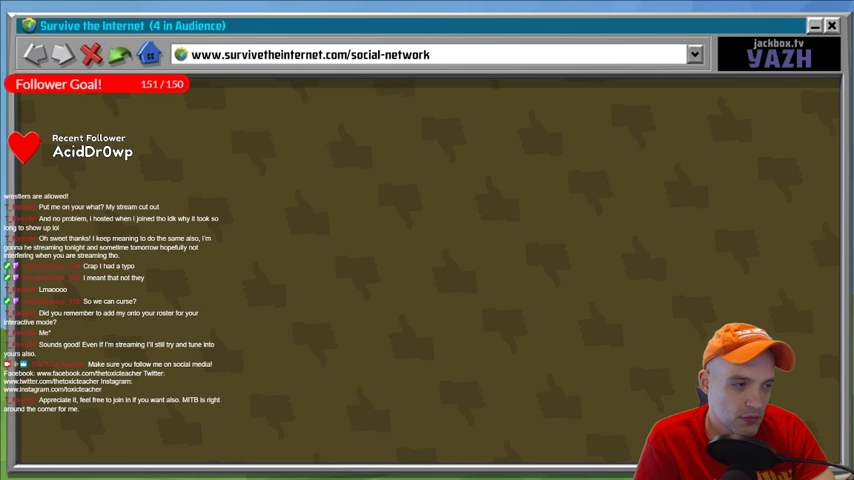 Survive the Internet (4 in Audience)
www.survivetheinternet.com/social-network
jackbox.tv
YAZH
Follower Goal! 151 / 150
Recent Follower
AcidDr0wp
wrestlers are allowed!
Put me on your what? My stream cut out
And no problem, I hosted when I joined tho idk why it took so
long to show up lol
Oh sweet thanks! I keep meaning to do the same also, I'm
gonna he streaming tonight and sometime tomorrow hopefully not
interfering when you are streaming tho.
Crap I had a typo
I meant that not they
Lmaoooo
So we can curse?
Did you remember to add my onto your roster for your
interactive mode?
Me*
Sounds good! Even If I'm streaming I'll still try and tune into
yours also.
Make sure you follow me on social media!
Facebook: www.facebook.com/thetoxicteacher Twitter:
www.twitter.com/thetoxicteacher Instagram:
www.instagram.com/toxicteacher
Appreciate it, feel free to join in if you want also. MITB is right
around the corner for me.